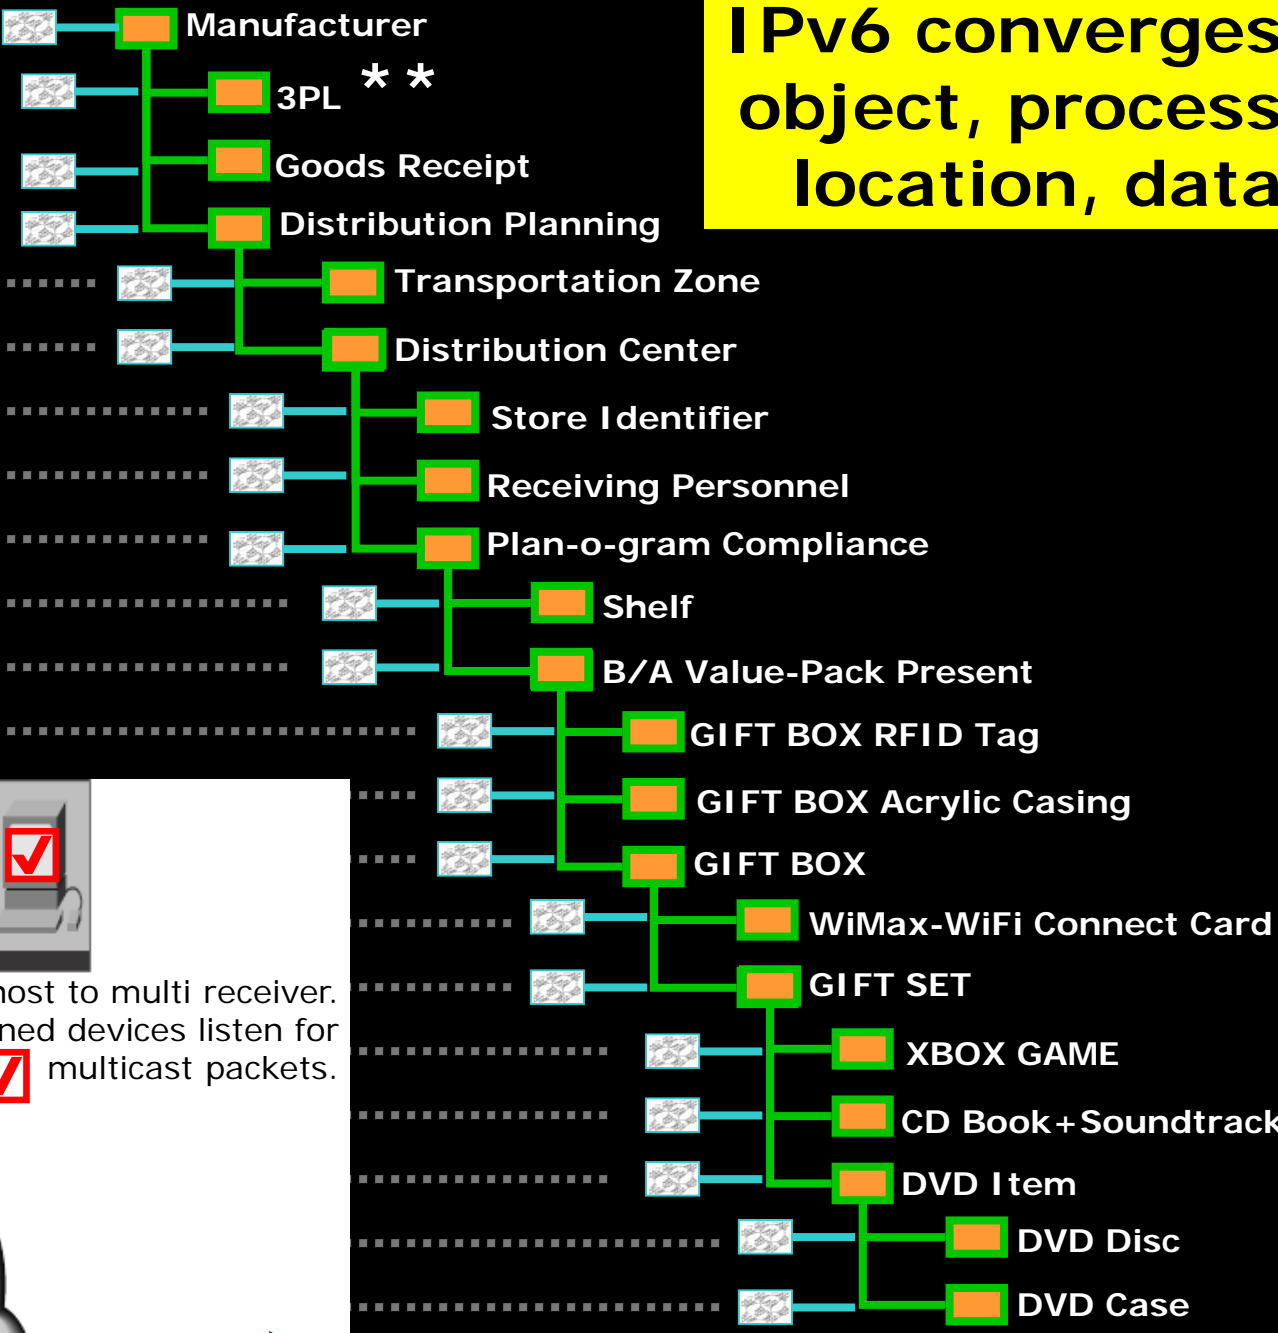 Manufacturer
IPv6 converges
object, process
location, data
3PL **
Goods Receipt
Distribution Planning
Transportation Zone
Distribution Center
Store Identifier
Receiving Personnel
Plan-o-gram Compliance
Shelf
B/A Value-Pack Present
GIFT BOX RFID Tag
GIFT BOX Acrylic Casing
GIFT BOX
WiMax-WiFi Connect Card
GIFT SET
XBOX GAME
CD Book+Soundtrack
DVD Item
DVD Disc
DVD Case
host to multi receiver.
ned devices listen for
multicast packets.